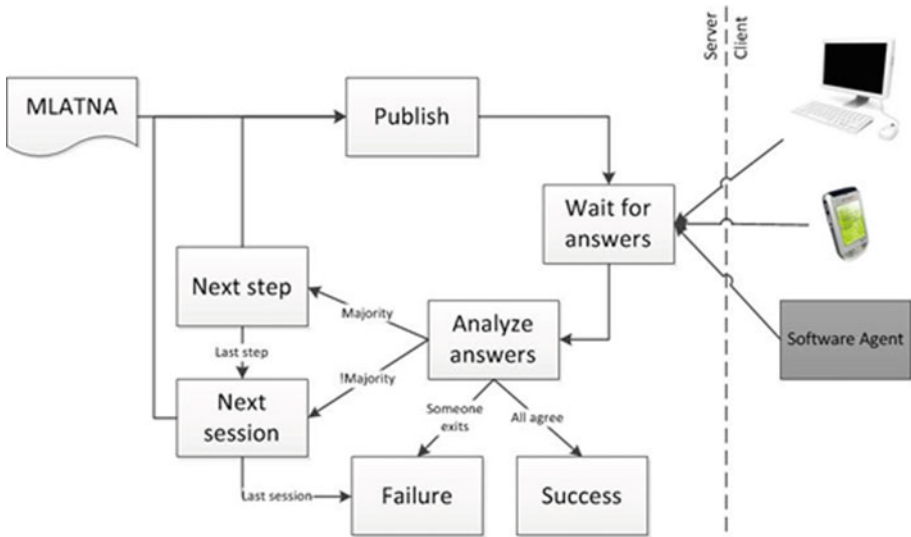 Server
Client
MLATNA
Publish
Wait for
answers
Next step
Majority
Analyze
answers
Software Agent
Last step
!Majority
Next
session
Someone
exits
All agree
Last session
Failure
Success